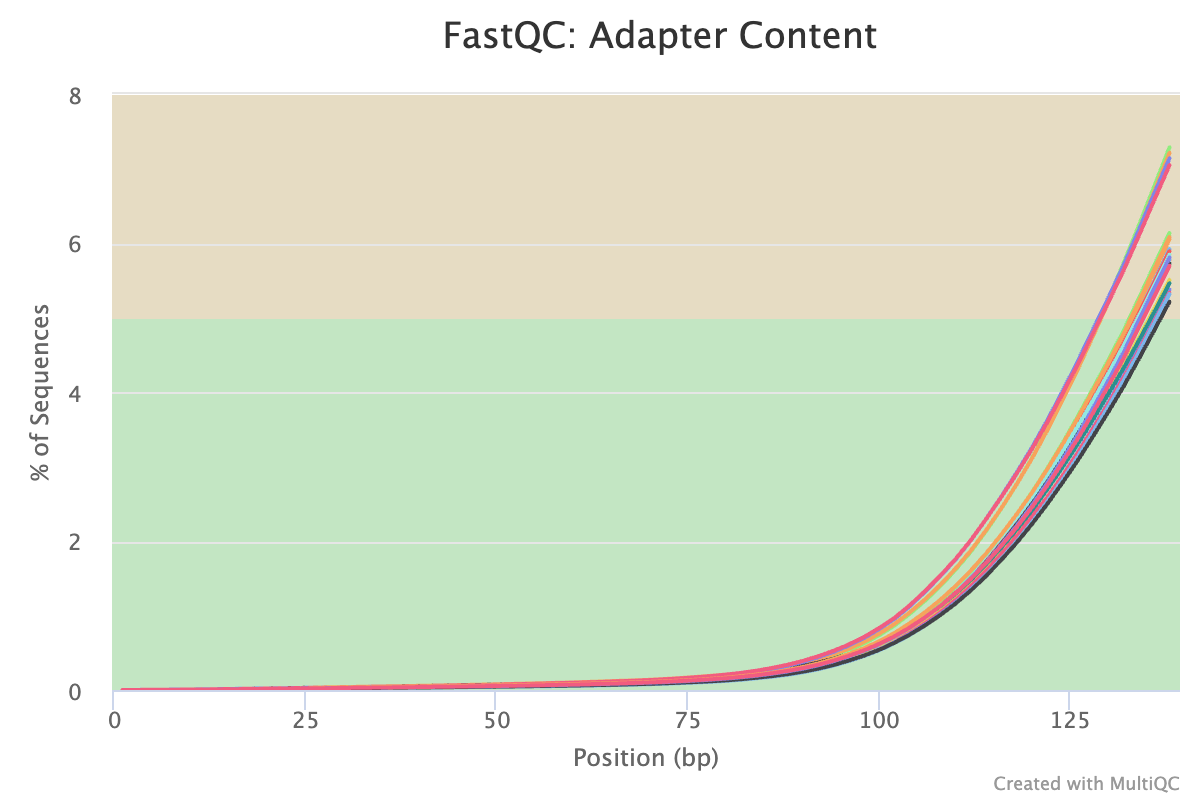 FastQC: Adapter Content
8
6
4
2
0
% of Sequences
0 25 50 75 100 125
Position (bp)
Created with MultiQC